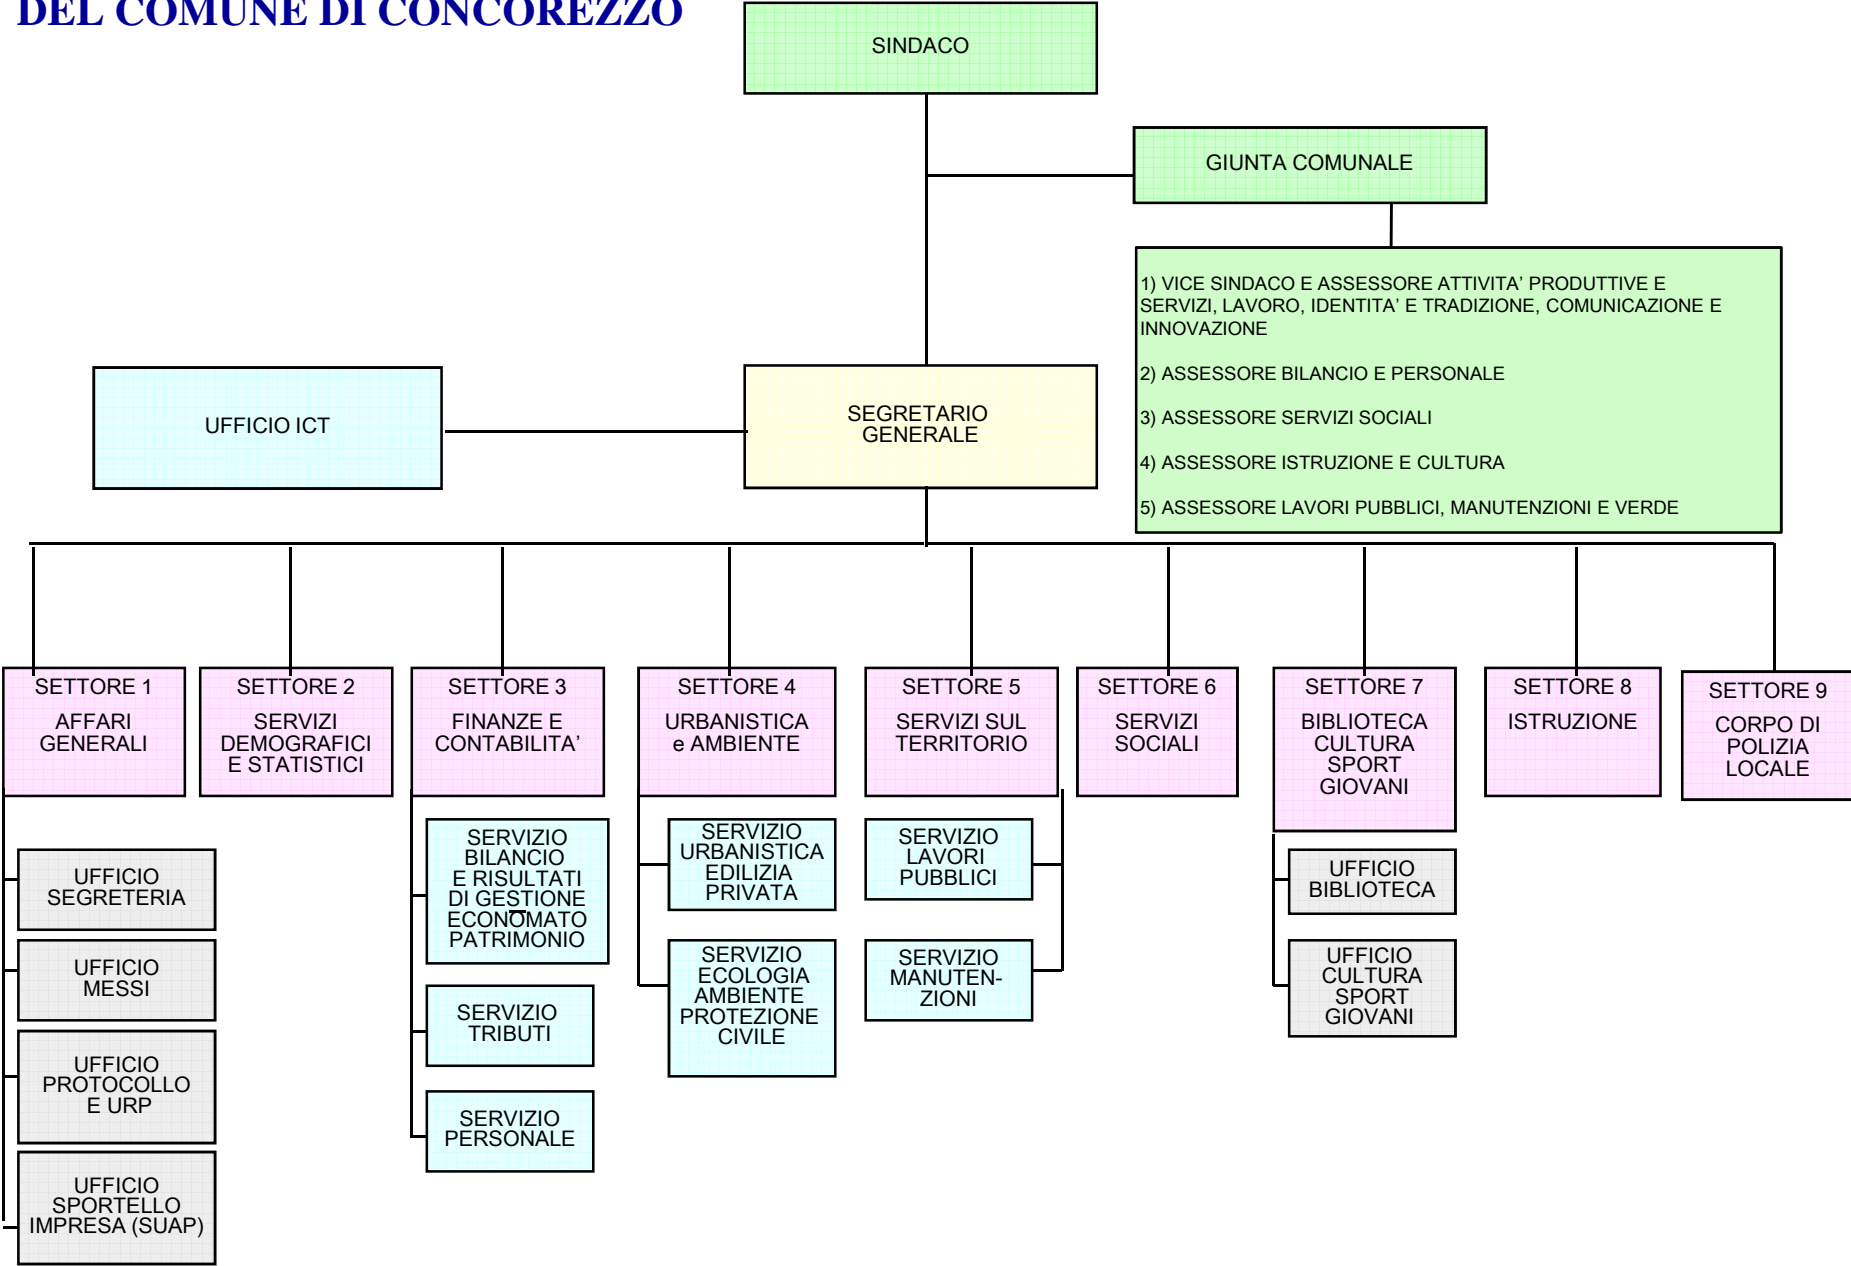 DEL COMUNE DI CONCOREZZO
SINDACO
GIUNTA COMUNALE
1) VICE SINDACO E ASSESSORE ATTIVITA’ PRODUTTIVE E
SERVIZI, LAVORO, IDENTITA’ E TRADIZIONE, COMUNICAZIONE E
INNOVAZIONE
2) ASSESSORE BILANCIO E PERSONALE
3) ASSESSORE SERVIZI SOCIALI
4) ASSESSORE ISTRUZIONE E CULTURA
5) ASSESSORE LAVORI PUBBLICI, MANUTENZIONI E VERDE
UFFICIO ICT
SEGRETARIO
GENERALE
SETTORE 1
AFFARI
GENERALI
SETTORE 2
SERVIZI
DEMOGRAFICI
E STATISTICI
SETTORE 3
FINANZE E
CONTABILITA’
SETTORE 4
URBANISTICA
e AMBIENTE
SETTORE 5
SERVIZI SUL
TERRITORIO
SETTORE 6
SERVIZI
SOCIALI
SETTORE 7
BIBLIOTECA
CULTURA
SPORT
GIOVANI
SETTORE 8
ISTRUZIONE
SETTORE 9
CORPO DI
POLIZIA
LOCALE
UFFICIO
SEGRETERIA
UFFICIO
MESSI
UFFICIO
PROTOCOLLO
E URP
UFFICIO
SPORTELLO
IMPRESA (SUAP)
SERVIZIO
BILANCIO
E RISULTATI
DI GESTIONE
ECONOMATO
PATRIMONIO
SERVIZIO
TRIBUTI
SERVIZIO
PERSONALE
SERVIZIO
URBANISTICA
EDILIZIA
PRIVATA
SERVIZIO
ECOLOGIA
AMBIENTE
PROTEZIONE
CIVILE
SERVIZIO
LAVORI
PUBBLICI
SERVIZIO
MANUTEN-
ZIONI
UFFICIO
BIBLIOTECA
UFFICIO
CULTURA
SPORT
GIOVANI